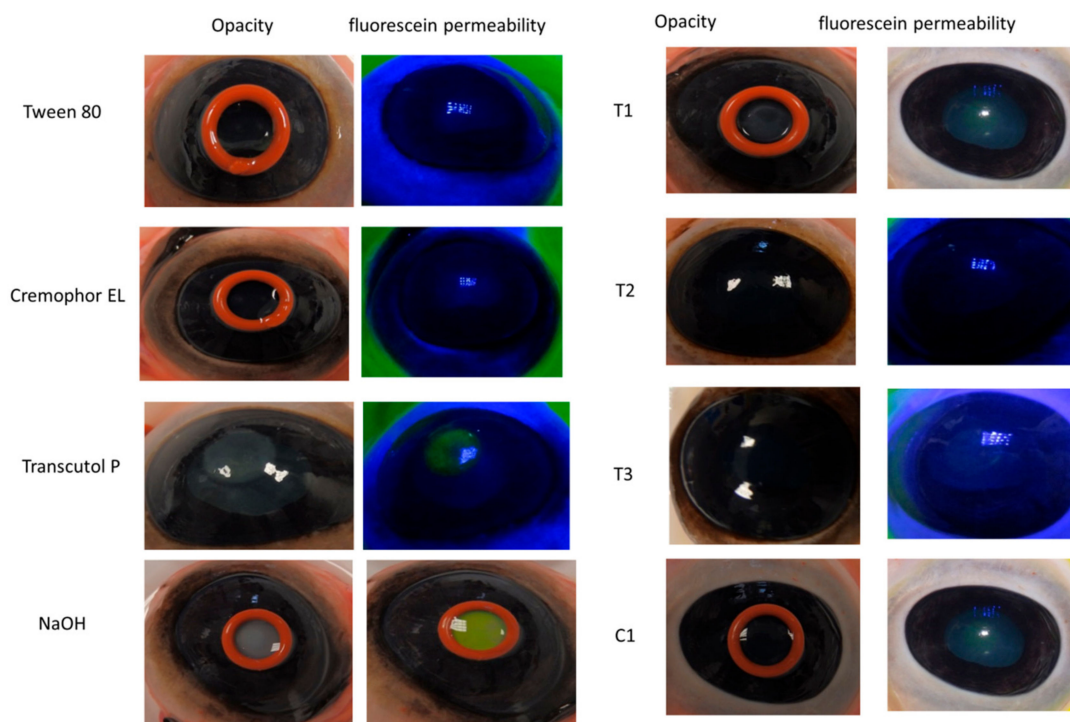 Opacity fluorescein permeability
Opacity fluorescein permeability
Tween 80
T1
Cremophor EL
T2
Transcutol P
T3
NaOH
C1